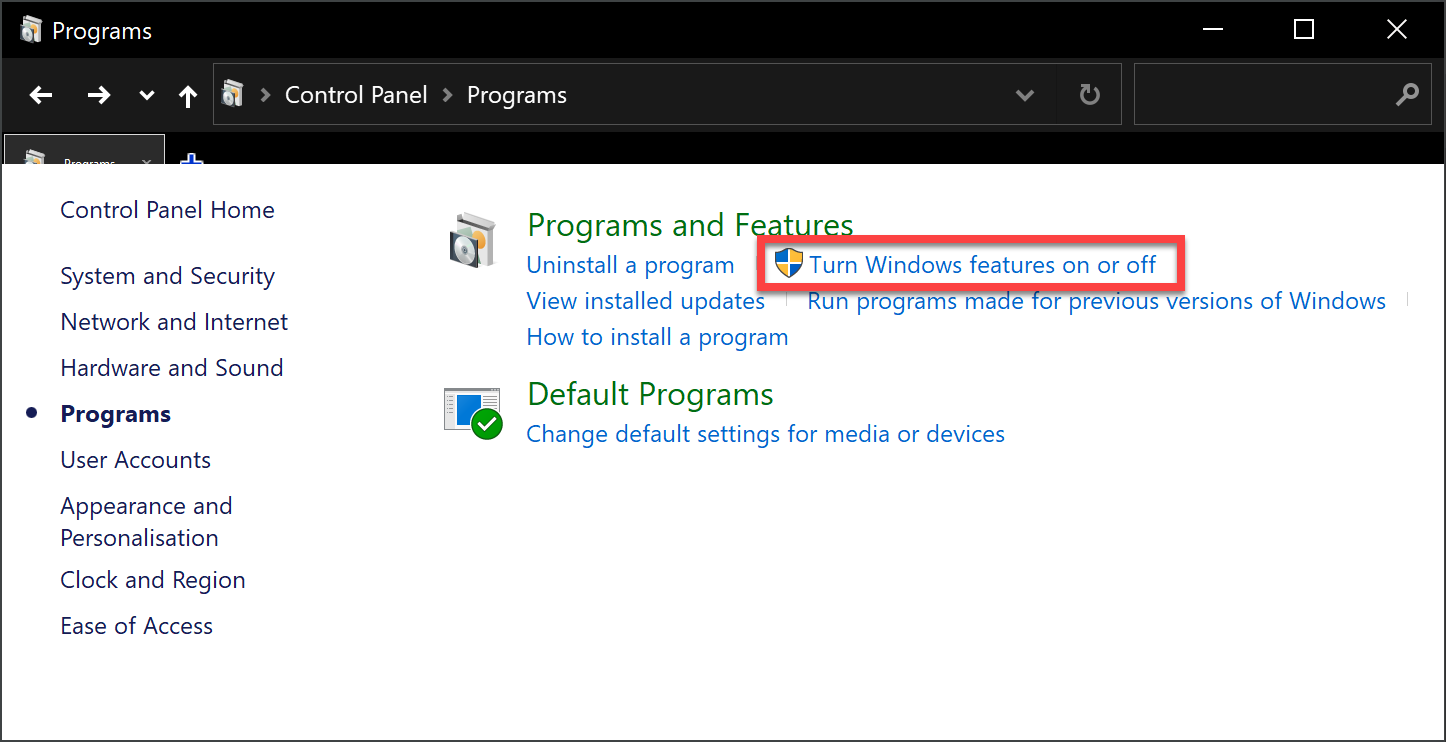 Programs
Control Panel > Programs
Programs
Control Panel Home
System and Security
Network and Internet
Hardware and Sound
Programs
User Accounts
Appearance and
Personalisation
Clock and Region
Ease of Access
Programs and Features
Uninstall a program
Turn Windows features on or off
View installed updates
Run programs made for previous versions of Windows
How to install a program
Default Programs
Change default settings for media or devices